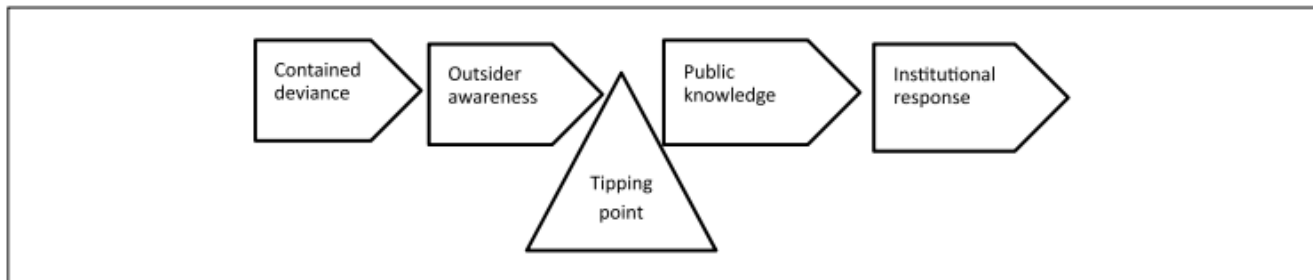 Contained
deviance
Outsider
awareness
Tipping
point
Public
knowledge
Institutional
response